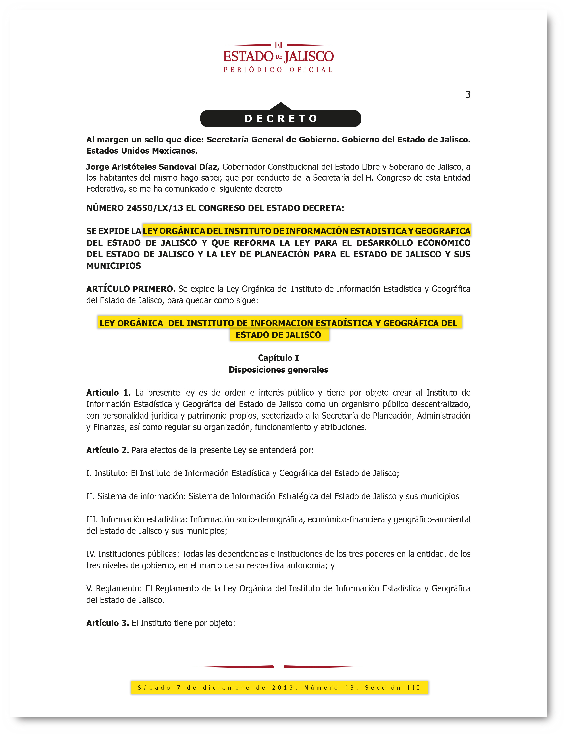 ESTADO DE JALISCO
PERIÓDICO OFICIAL
3
DECRETO
Al margen un sello que dice: Secretaría General de Gobierno. Gobierno del Estado de Jalisco.
Estados Unidos Mexicanos.
Jorge Aristóteles Sandoval Díaz, Gobernador Constitucional del Estado Libre y Soberano de Jalisco, a
los habitantes del mismo hago saber, que por conducto de la Secretaría del H. Congreso de esta Entidad
Federativa, se me ha comunicado el siguiente decreto
NÚMERO 24550/LX/13 EL CONGRESO DEL ESTADO DECRETA:
SE EXPIDE LA LEY ORGÁNICA DEL INSTITUTO DE INFORMACIÓN ESTADISTICA Y GEOGRAFICA
DEL ESTADO DE JALISCO Y QUE REFORMA LA LEY PARA EL DESARROLLO ECONÓMICO
DEL ESTADO DE JALISCO Y LA LEY DE PLANEACIÓN PARA EL ESTADO DE JALISCO Y SUS
MUNICIPIOS
ARTÍCULO PRIMERO. Se expide la Ley Orgánica del Instituto de Información Estadística y Geográfica
del Estado de Jalisco, para quedar como sigue:
LEY ORGÁNICA DEL INSTITUTO DE INFORMACION ESTADÍSTICA Y GEOGRÁFICA DEL
ESTADO DE JALISCO
Capítulo I
Disposiciones generales
Artículo 1. La presente ley es de orden e interés público y tiene por objeto crear al Instituto de
Información Estadística y Geográfica del Estado de Jalisco como un organismo público descentralizado,
con personalidad jurídica y patrimonio propios, sectorizado a la Secretaría de Planeación, Administración
y Finanzas, así como regular su organización, funcionamiento y atribuciones.
Artículo 2. Para efectos de la presente Ley se entenderá por:
I. Instituto: El Instituto de Información Estadística y Geográfica del Estado de Jalisco;
II. Sistema de información: Sistema de Información Estratégica del Estado de Jalisco y sus municipios
III. Información estadística: Información socio-demográfica, económico-financiera y geográfico-ambiental
del Estado de Jalisco y sus municipios;
IV. Instituciones públicas: Todas las dependencias e instituciones de los tres poderes en la entidad, de los
tres niveles de gobierno, en el marco de su respectiva autonomía; y
V. Reglamento: El Reglamento de la Ley Orgánica del Instituto de Información Estadística y Geográfica
del Estado de Jalisco.
Artículo 3. El Instituto tiene por objeto:
Sábado 7 de diciembre de 2013. Número 13. Sección III